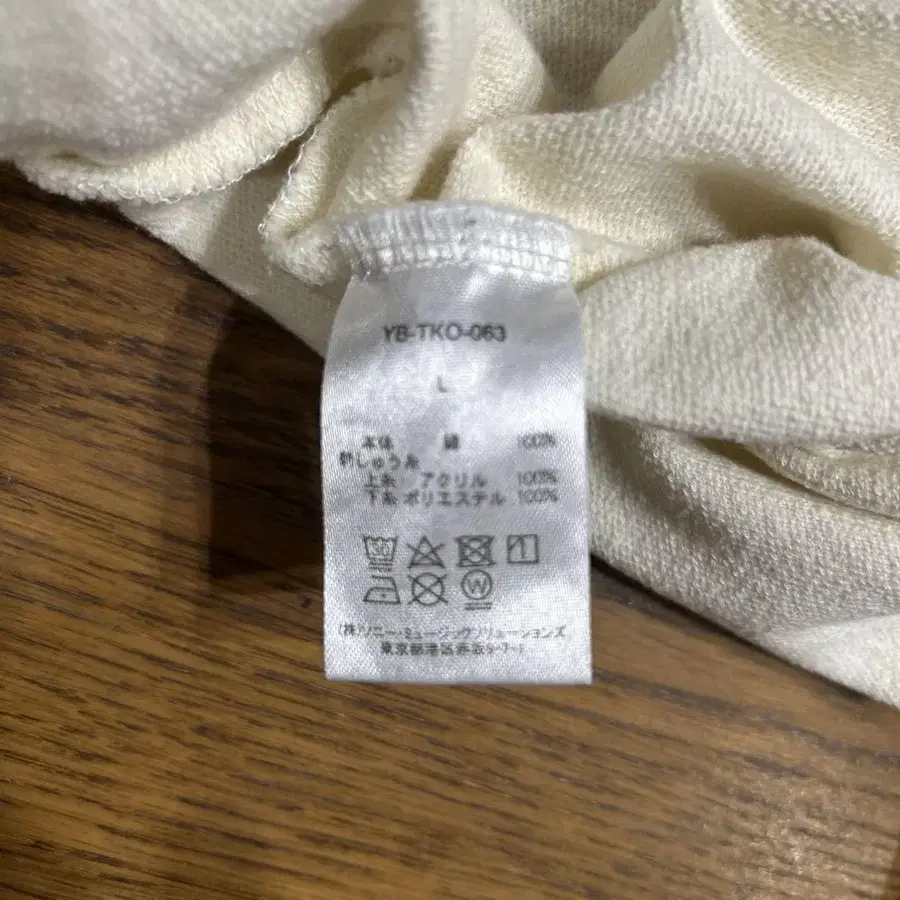 YB-TKO-063
L
本体 綿 100%
刺しゅう糸
上糸 アクリル 100%
下糸 ポリエステル 100%
(株)ソニー・ミュージックソリューションズ
東京都港区赤坂9-7-1